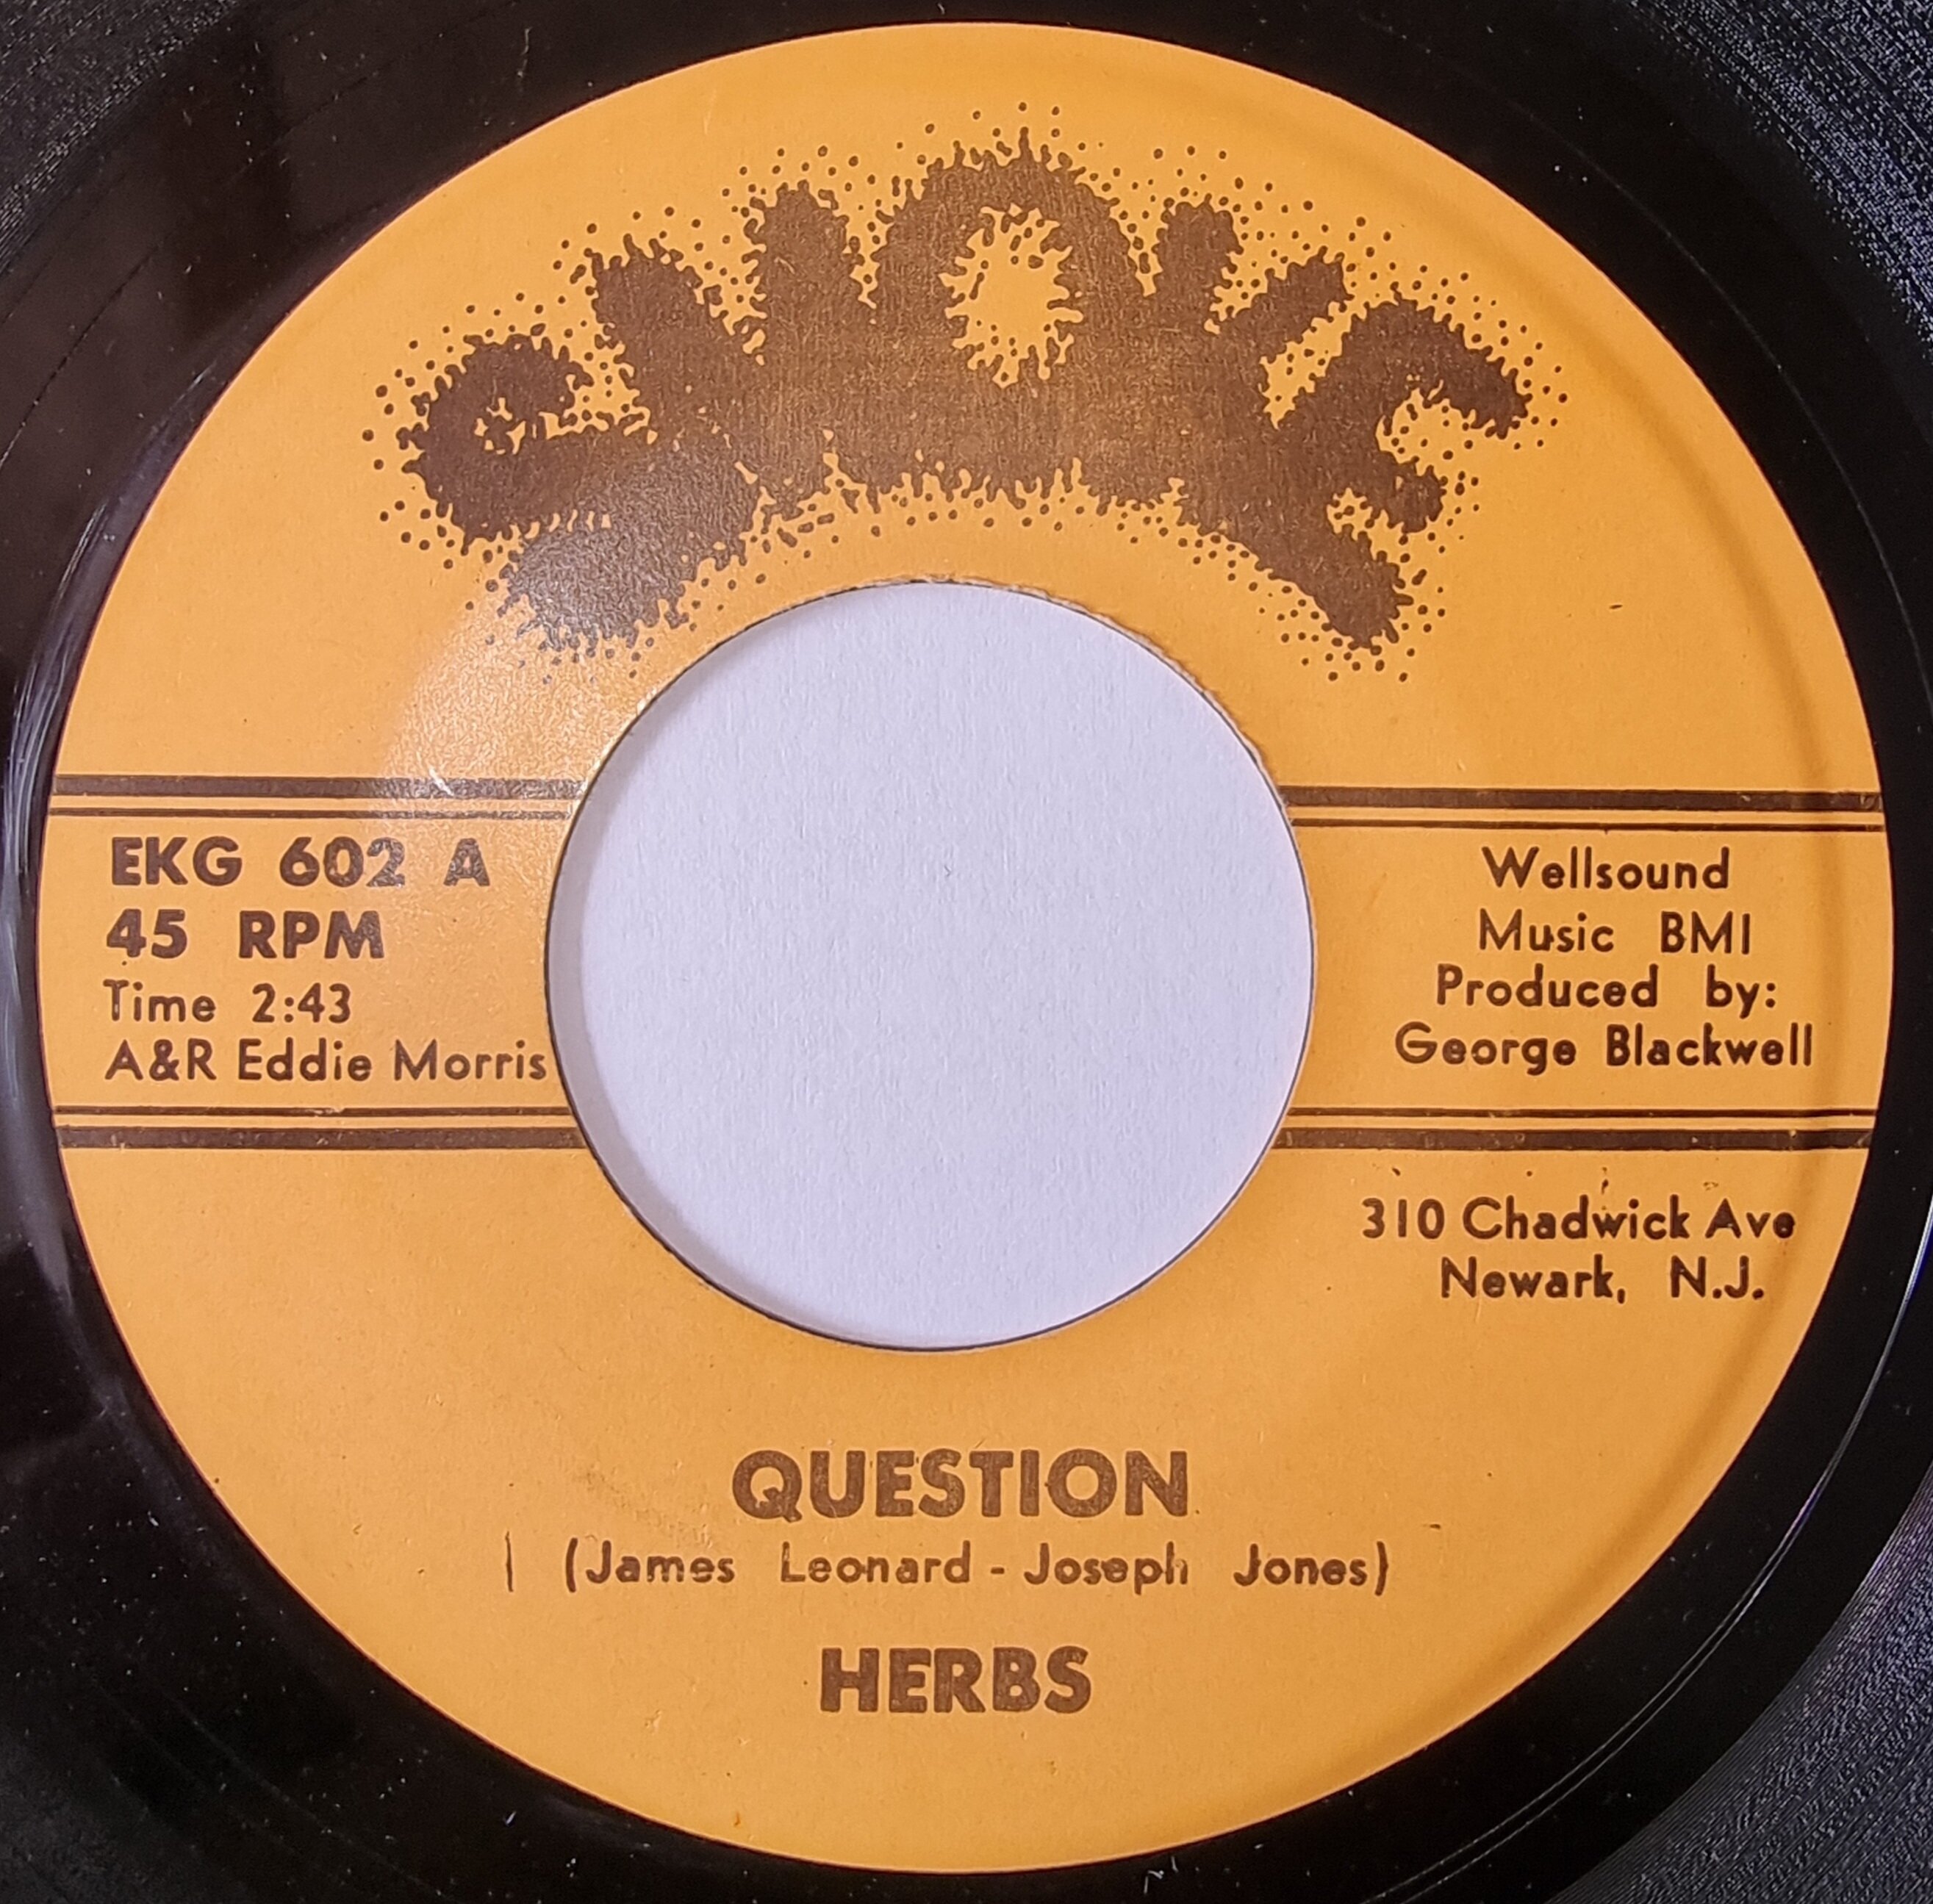 SMOKE
EKG 602 A
45 RPM
Time 2:43
A&R Eddie Morris
Wellsound
Music BMI
Produced by:
George Blackwell
310 Chadwick Ave
Newark, N.J.
QUESTION
(James Leonard - Joseph Jones)
HERBS